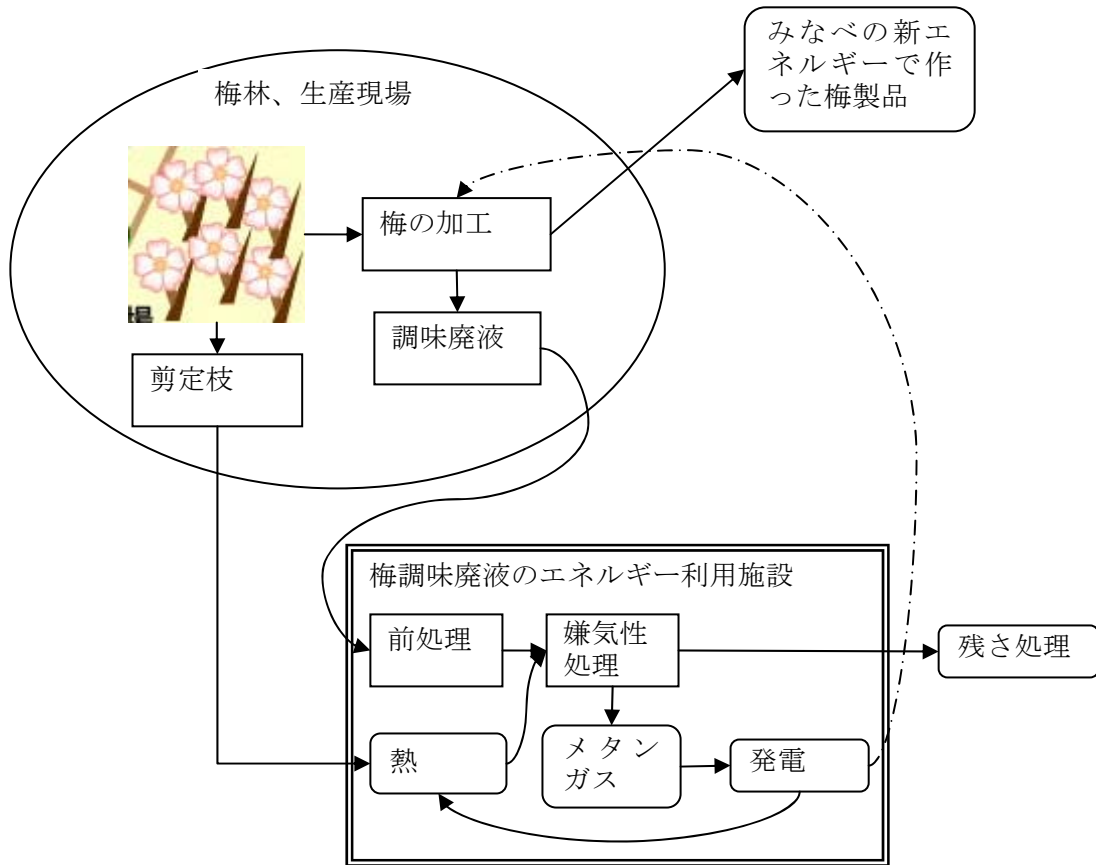 みなべの新エ
ネルギーで作
った梅製品
梅林、生産現場
梅の加工
場
調味廃液
剪定枝
梅調味廃液のエネルギー利用施設
前処理
嫌気性
処理
残さ処理
熱
メタン
ガス
発電